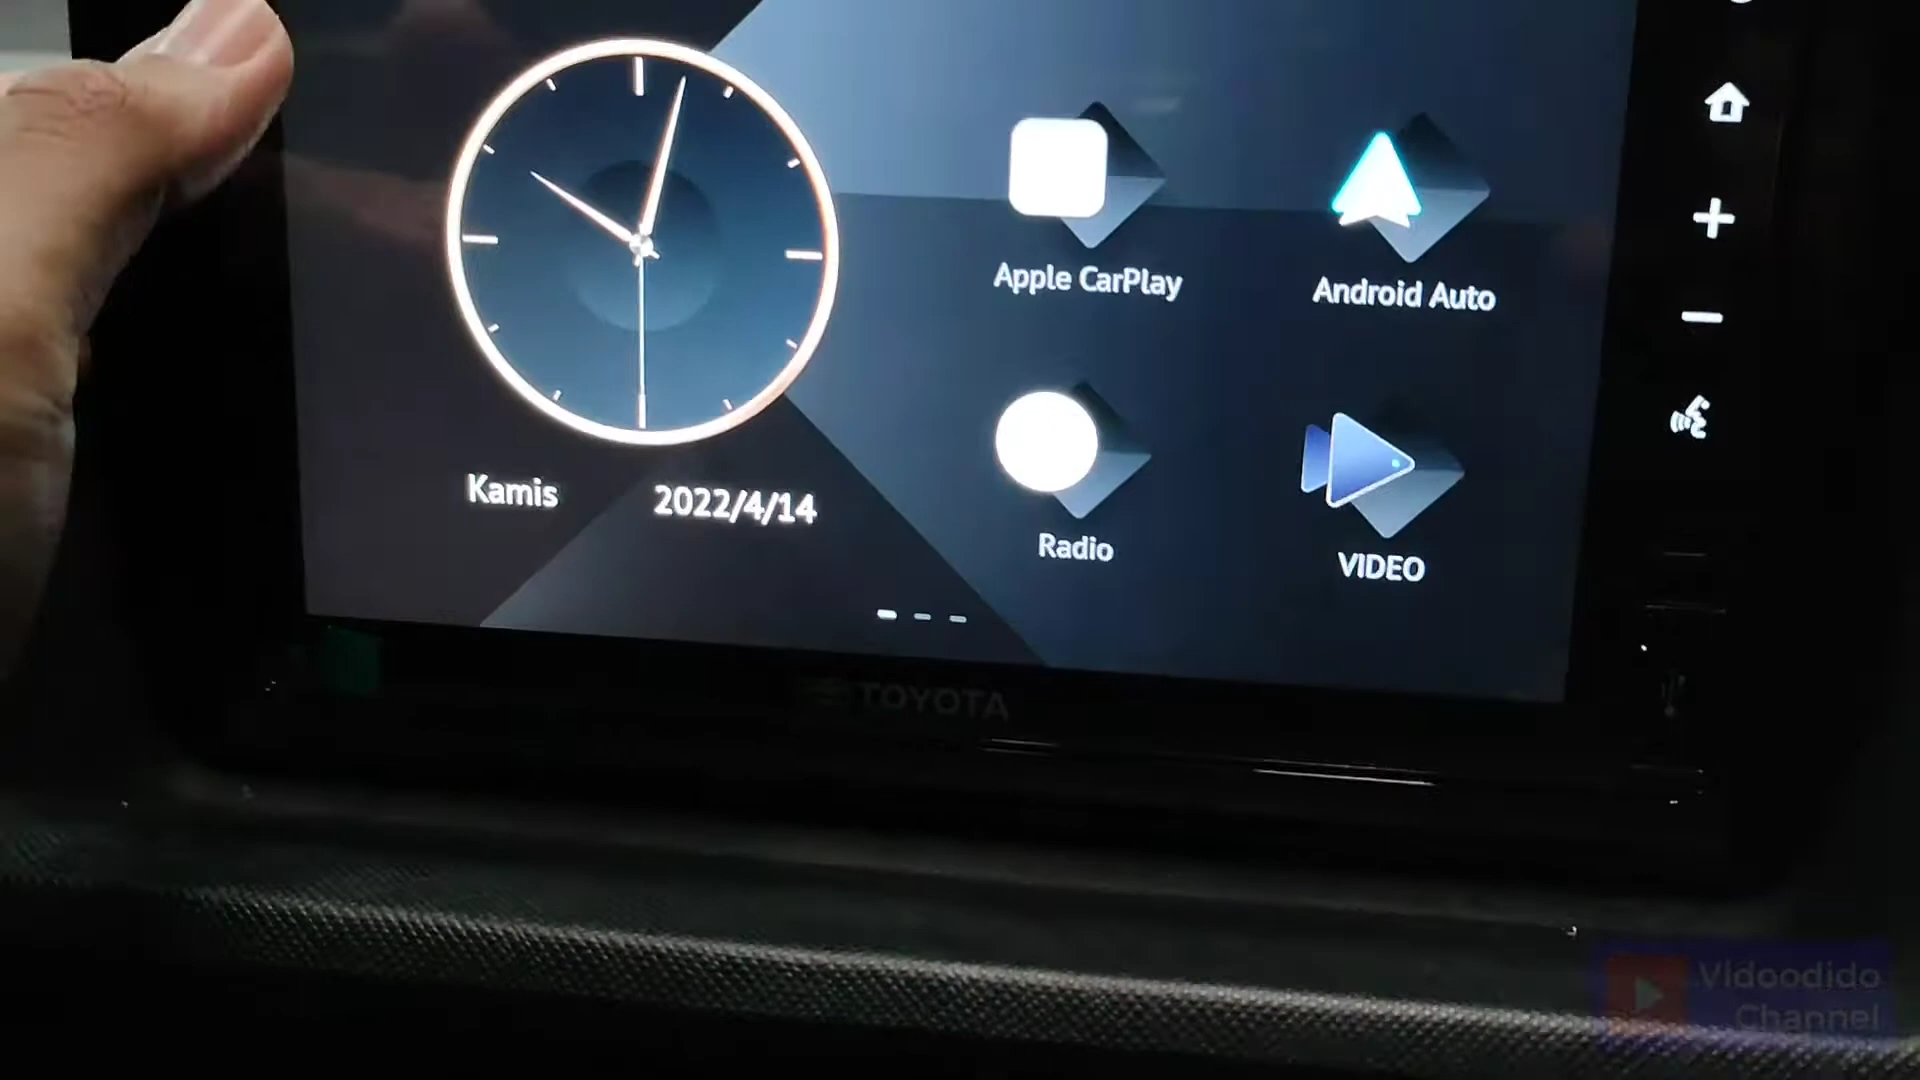 Apple CarPlay
Android Auto
Kamis
2022/4/14
Radio
VIDEO
TOYOTA
Vidoodido
Channel